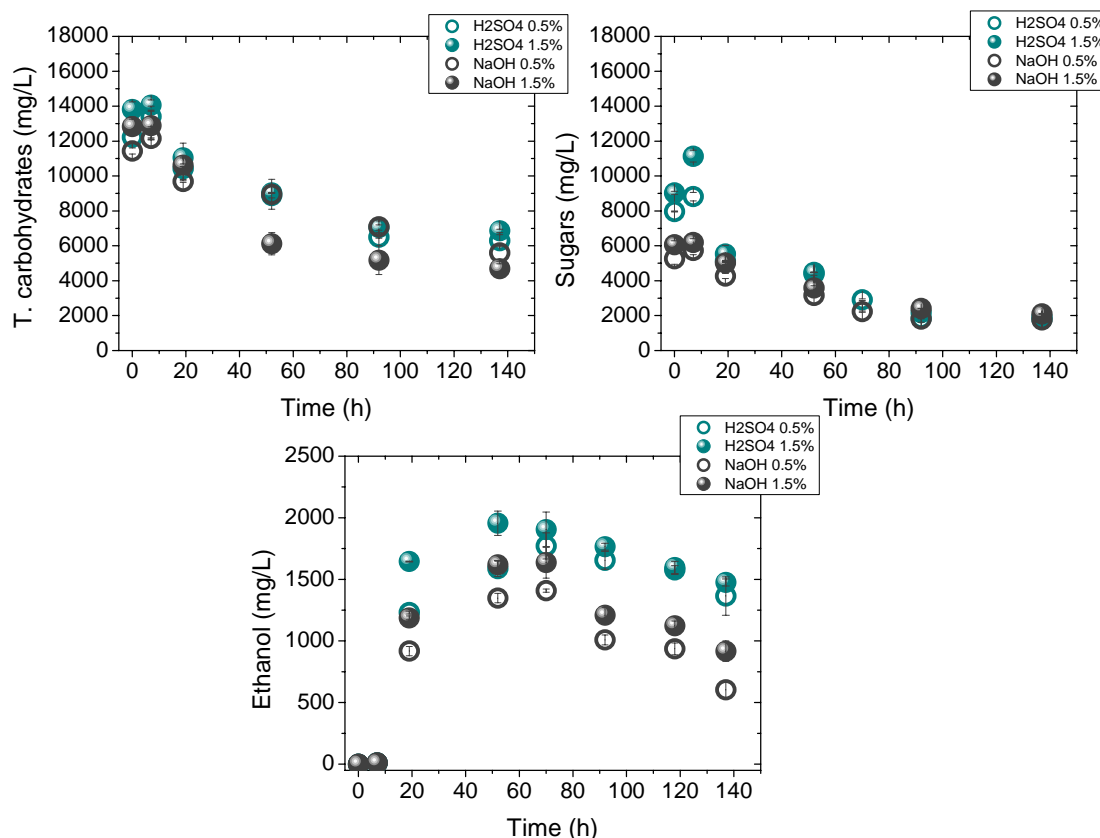 H2SO4 0.5%
H2SO4 1.5%
NaOH 0.5%
NaOH 1.5%
18000
16000
14000
12000
10000
8000
6000
4000
2000
0
T. carbohydrates (mg/L)
0 20 40 60 80 100 120 140
Time (h)
H2SO4 0.5%
H2SO4 1.5%
NaOH 0.5%
NaOH 1.5%
18000
16000
14000
12000
10000
8000
6000
4000
2000
0
Sugars (mg/L)
0 20 40 60 80 100 120 140
Time (h)
H2SO4 0.5%
H2SO4 1.5%
NaOH 0.5%
NaOH 1.5%
2500
2000
1500
1000
500
0
Ethanol (mg/L)
0 20 40 60 80 100 120 140
Time (h)